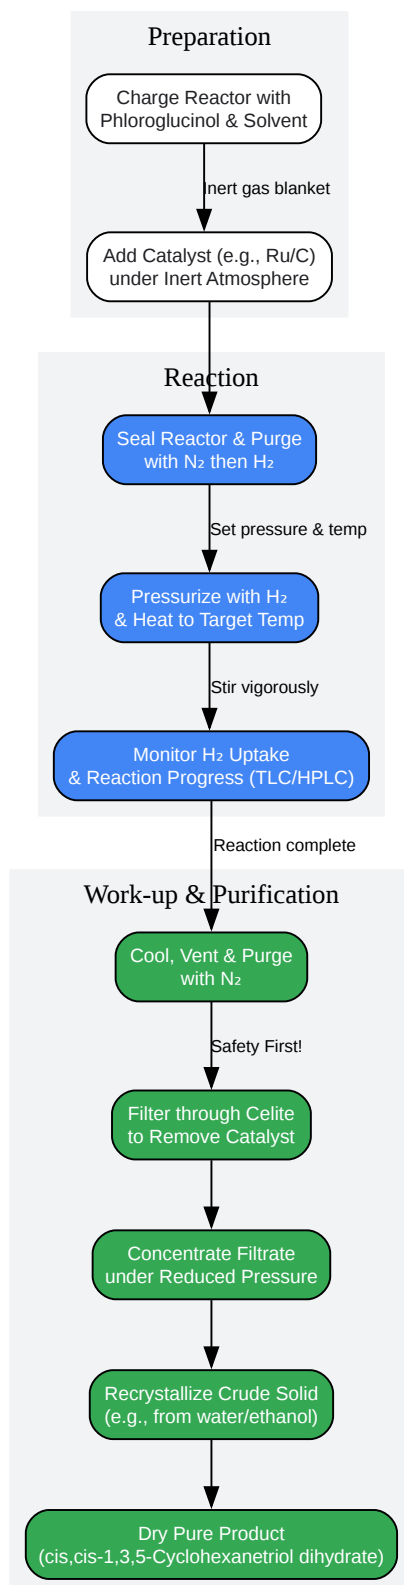 Preparation
Charge Reactor with
Phloroglucinol & Solvent
Inert gas blanket
Add Catalyst (e.g., Ru/C)
under Inert Atmosphere
Reaction
Seal Reactor & Purge
with N₂ then H₂
Set pressure & temp
Pressurize with H₂
& Heat to Target Temp
Stir vigorously
Monitor H₂ Uptake
& Reaction Progress (TLC/HPLC)
Reaction complete
Work-up & Purification
Cool, Vent & Purge
with N₂
Safety First!
Filter through Celite
to Remove Catalyst
Concentrate Filtrate
under Reduced Pressure
Recrystallize Crude Solid
(e.g., from water/ethanol)
Dry Pure Product
(cis,cis-1,3,5-Cyclohexanetriol dihydrate)